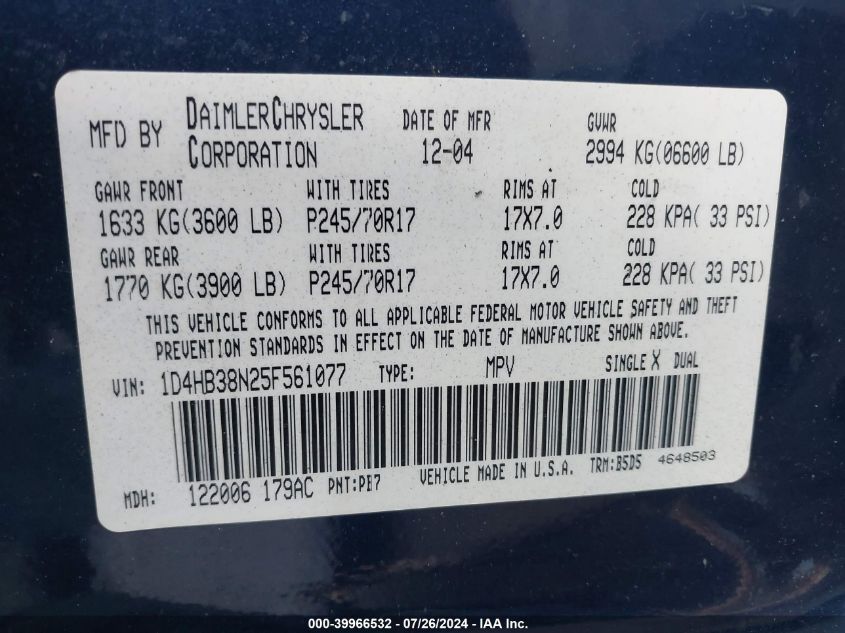 MFD BY DAIMLERCHRYSLER CORPORATION DATE OF MFR 12-04 GVWR 2994 KG(06600 LB)
GAWR FRONT WITH TIRES RIMS AT COLD
1633 KG(3600 LB) P245/70R17 17X7.0 228 KPA( 33 PSI)
GAWR REAR WITH TIRES RIMS AT COLD
1770 KG(3900 LB) P245/70R17 17X7.0 228 KPA( 33 PSI)
THIS VEHICLE CONFORMS TO ALL APPLICABLE FEDERAL MOTOR VEHICLE SAFETY AND THEFT
PREVENTION STANDARDS IN EFFECT ON THE DATE OF MANUFACTURE SHOWN ABOVE.
VIN: 1D4HB38N25F561077 TYPE: MPV SINGLE X DUAL
MDH: 122006 179AC PNT:PB7 VEHICLE MADE IN U.S.A. TRM:B5D5 4648503
000-39966532 / 07/26/2024 - IAA Inc.